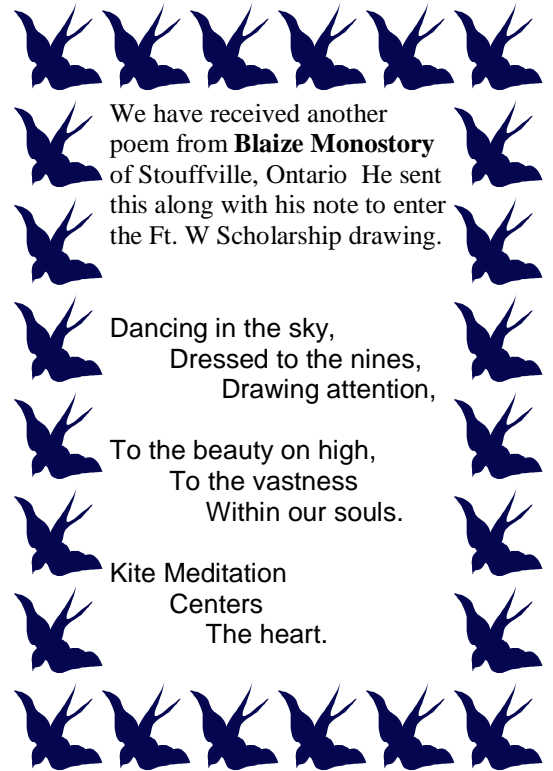 We have received another
poem from Blaize Monostory
of Stouffville, Ontario  He sent
this along with his note to enter
the Ft. W Scholarship drawing.
Dancing in the sky,
Dressed to the nines,
Drawing attention,
To the beauty on high,
To the vastness
Within our souls.
Kite Meditation
Centers
The heart.